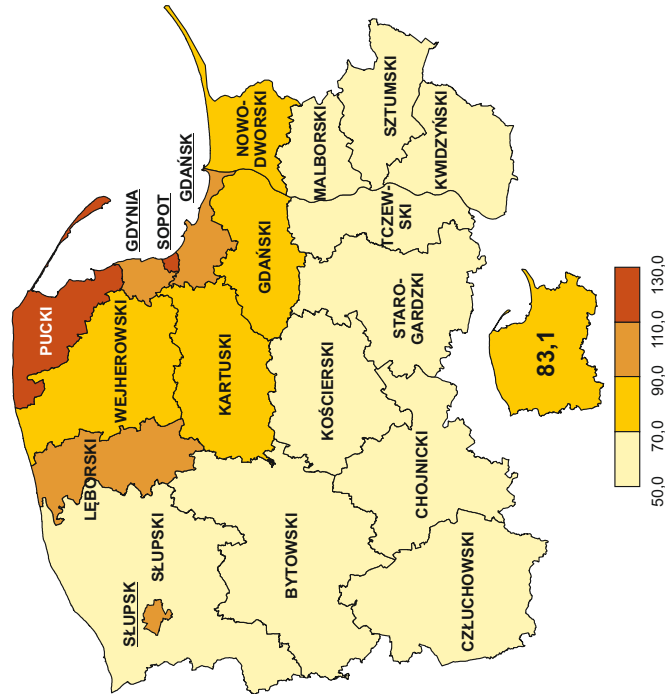 PUCKI
GDYNIA
SOPOT
GDAŃSK
LĘBORSKI
WEJHEROWSKI
SŁUPSK
SŁUPSKI
KARTUSKI
GDAŃSKI
NOWO-
DWORSKI
BYTOWSKI
KOŚCIERSKI
STARO-
GARDZKI
TCZEW-
SKI
MALBORSKI
SZTUMSKI
KWIDZYŃSKI
CHOJNICKI
CZŁUCHOWSKI
83,1
50,0 70,0 90,0 110,0 130,0